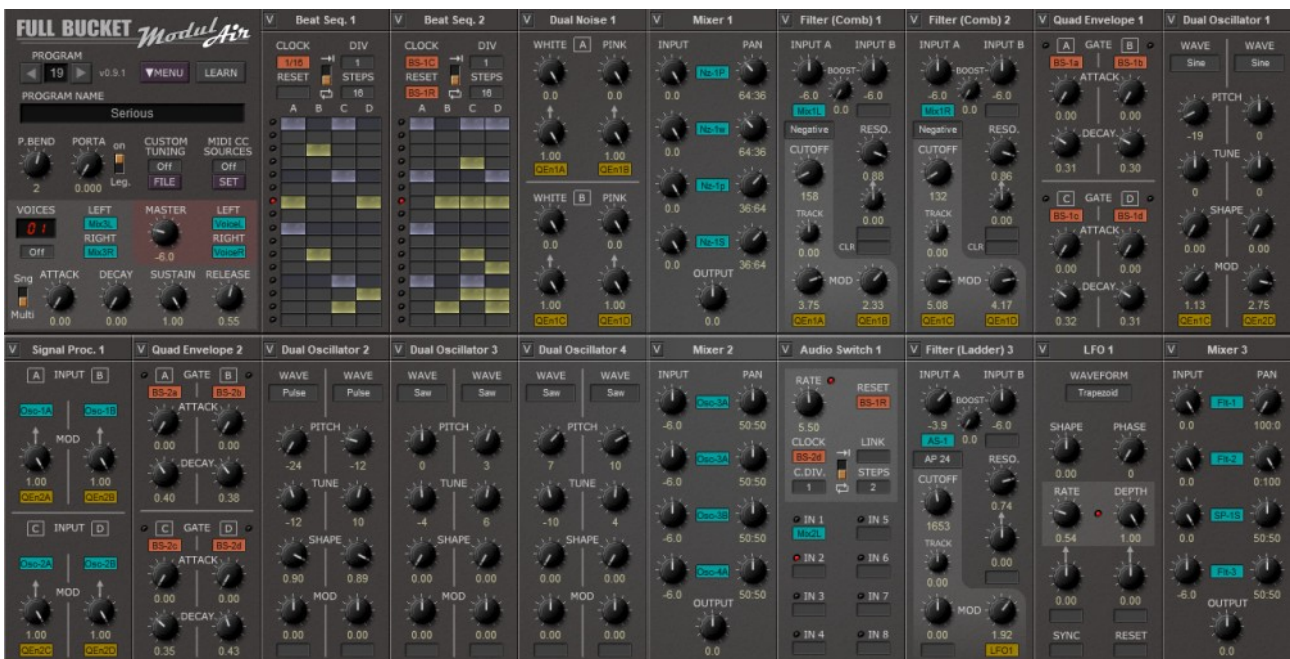 FULL BUCKET ModulAir
PROGRAM
19 v0.9.1 ▼MENU LEARN
PROGRAM NAME
Serious
P.BEND PORTA on CUSTOM TUNING MIDI CC SOURCES
Off Off
2 0.000 Leg. FILE SET
VOICES LEFT MASTER LEFT
01 Mix3L VoiceL
RIGHT RIGHT
Off Mix3R -6.0 VoiceR
Sng ATTACK DECAY SUSTAIN RELEASE
Multi 0.00 0.00 1.00 0.55
V Beat Seq. 1
CLOCK DIV
1/16 1
RESET STEPS
16
A B C D
V Beat Seq. 2
CLOCK DIV
BS-1C 1
RESET STEPS
BS-1R 16
A B C D
V Dual Noise 1
WHITE A PINK
0.0 0.0
1.00 1.00
QEn1A QEn1B
WHITE B PINK
0.0 0.0
1.00 1.00
QEn1C QEn1D
V Mixer 1
INPUT PAN
Nz-1P
0.0 64:36
Nz-1w
0.0 64:36
Nz-1p
0.0 36:64
Nz-1S
0.0 36:64
OUTPUT
0.0
V Filter (Comb) 1
INPUT A INPUT B
BOOST
-6.0 -6.0
Mix1L 0.0
Negative RESO.
CUTOFF
0.88
158
TRACK
0.00
CLR
0.00
MOD
3.75 2.33
QEn1A QEn1B
V Filter (Comb) 2
INPUT A INPUT B
BOOST
-6.0 -6.0
Mix1R 0.0
Negative RESO.
CUTOFF
0.86
132
TRACK
0.00
CLR
0.00
MOD
5.08 4.17
QEn1C QEn1D
V Quad Envelope 1
A GATE B
BS-1a BS-1b
ATTACK
0.00 0.00
DECAY
0.31 0.30
C GATE D
BS-1c BS-1d
ATTACK
0.00 0.00
DECAY
0.32 0.31
V Dual Oscillator 1
WAVE WAVE
Sine Sine
PITCH
-19 0
TUNE
0 0
SHAPE
0.00 0.00
MOD
1.13 2.75
QEn1C QEn2D
V Signal Proc. 1
A INPUT B
Osc-1A Osc-1B
MOD
1.00 1.00
QEn2A QEn2B
C INPUT D
Osc-2A Osc-2B
MOD
1.00 1.00
QEn2C QEn2D
V Quad Envelope 2
A GATE B
BS-2a BS-2b
ATTACK
0.00 0.00
DECAY
0.40 0.38
C GATE D
BS-2c BS-2d
ATTACK
0.00 0.00
DECAY
0.35 0.43
V Dual Oscillator 2
WAVE WAVE
Pulse Pulse
PITCH
-24 -12
TUNE
-12 10
SHAPE
0.90 0.89
MOD
0.00 0.00
V Dual Oscillator 3
WAVE WAVE
Saw Saw
PITCH
0 3
TUNE
-4 6
SHAPE
0.00 0.00
MOD
0.00 0.00
V Dual Oscillator 4
WAVE WAVE
Saw Saw
PITCH
7 10
TUNE
-10 4
SHAPE
0.00 0.00
MOD
0.00 0.00
V Mixer 2
INPUT PAN
Osc-3A
-6.0 50:50
Osc-3A
-6.0 50:50
Osc-3B
-6.0 50:50
Osc-4A
-6.0 50:50
OUTPUT
0.0
V Audio Switch 1
RATE RESET
BS-1R
5.50
CLOCK LINK
BS-2d
C.DIV. STEPS
1 2
IN 1 IN 5
Mix2L
IN 2 IN 6
IN 3 IN 7
IN 4 IN 8
V Filter (Ladder) 3
INPUT A INPUT B
BOOST
-3.9 -6.0
AS-1 0.0
AP 24 RESO.
CUTOFF
0.74
1653
TRACK
0.00
0.00
MOD
0.00 1.92
LFO1
V LFO 1
WAVEFORM
Trapezoid
SHAPE PHASE
0.00 0
RATE DEPTH
0.54 1.00
0.00 0.00
SYNC RESET
V Mixer 3
INPUT PAN
Flt-1
0.0 100:0
Flt-2
0.0 0:100
SP-1S
0.0 50:50
Flt-3
-6.0 50:50
OUTPUT
0.0